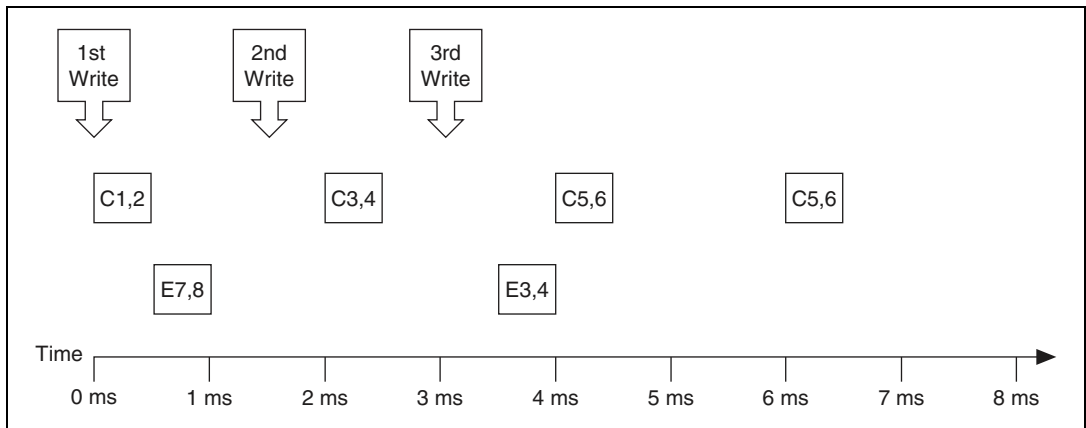 1st
Write
2nd
Write
3rd
Write
C1,2
C3,4
C5,6
C5,6
E7,8
E3,4
Time
0 ms
1 ms
2 ms
3 ms
4 ms
5 ms
6 ms
7 ms
8 ms